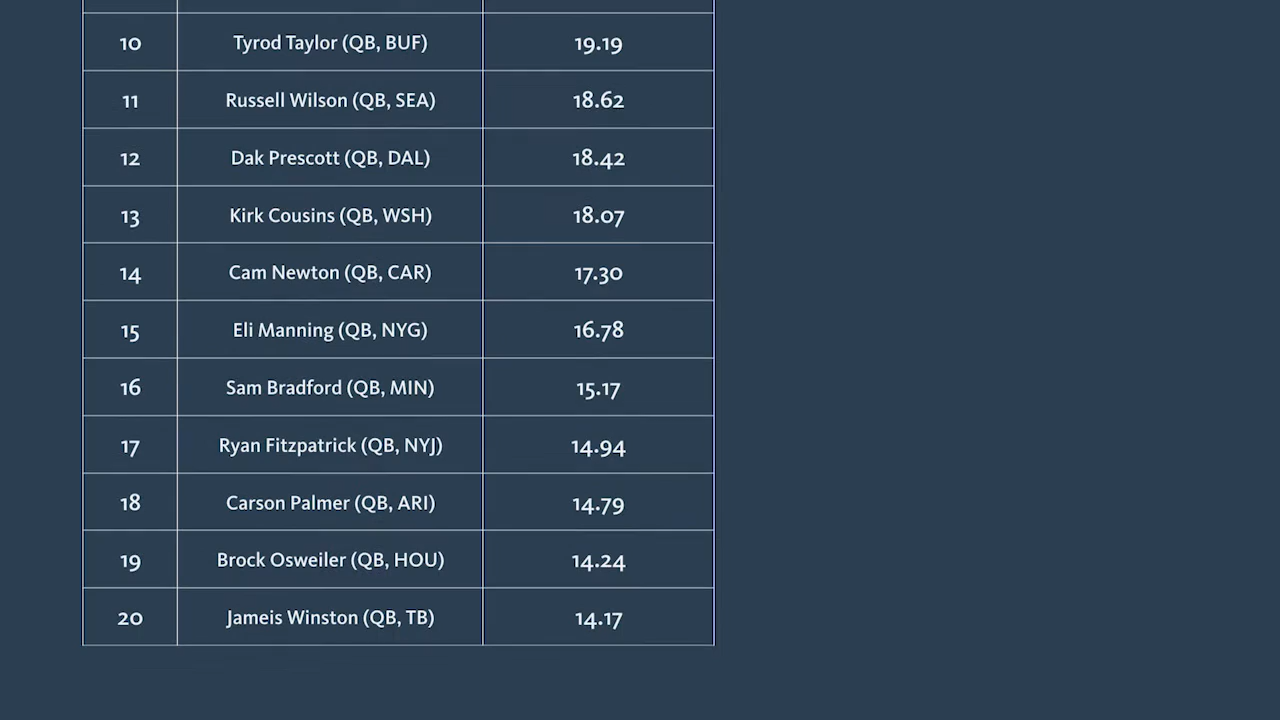 10 Tyrod Taylor (QB, BUF) 19.19
11 Russell Wilson (QB, SEA) 18.62
12 Dak Prescott (QB, DAL) 18.42
13 Kirk Cousins (QB, WSH) 18.07
14 Cam Newton (QB, CAR) 17.30
15 Eli Manning (QB, NYG) 16.78
16 Sam Bradford (QB, MIN) 15.17
17 Ryan Fitzpatrick (QB, NYJ) 14.94
18 Carson Palmer (QB, ARI) 14.79
19 Brock Osweiler (QB, HOU) 14.24
20 Jameis Winston (QB, TB) 14.17